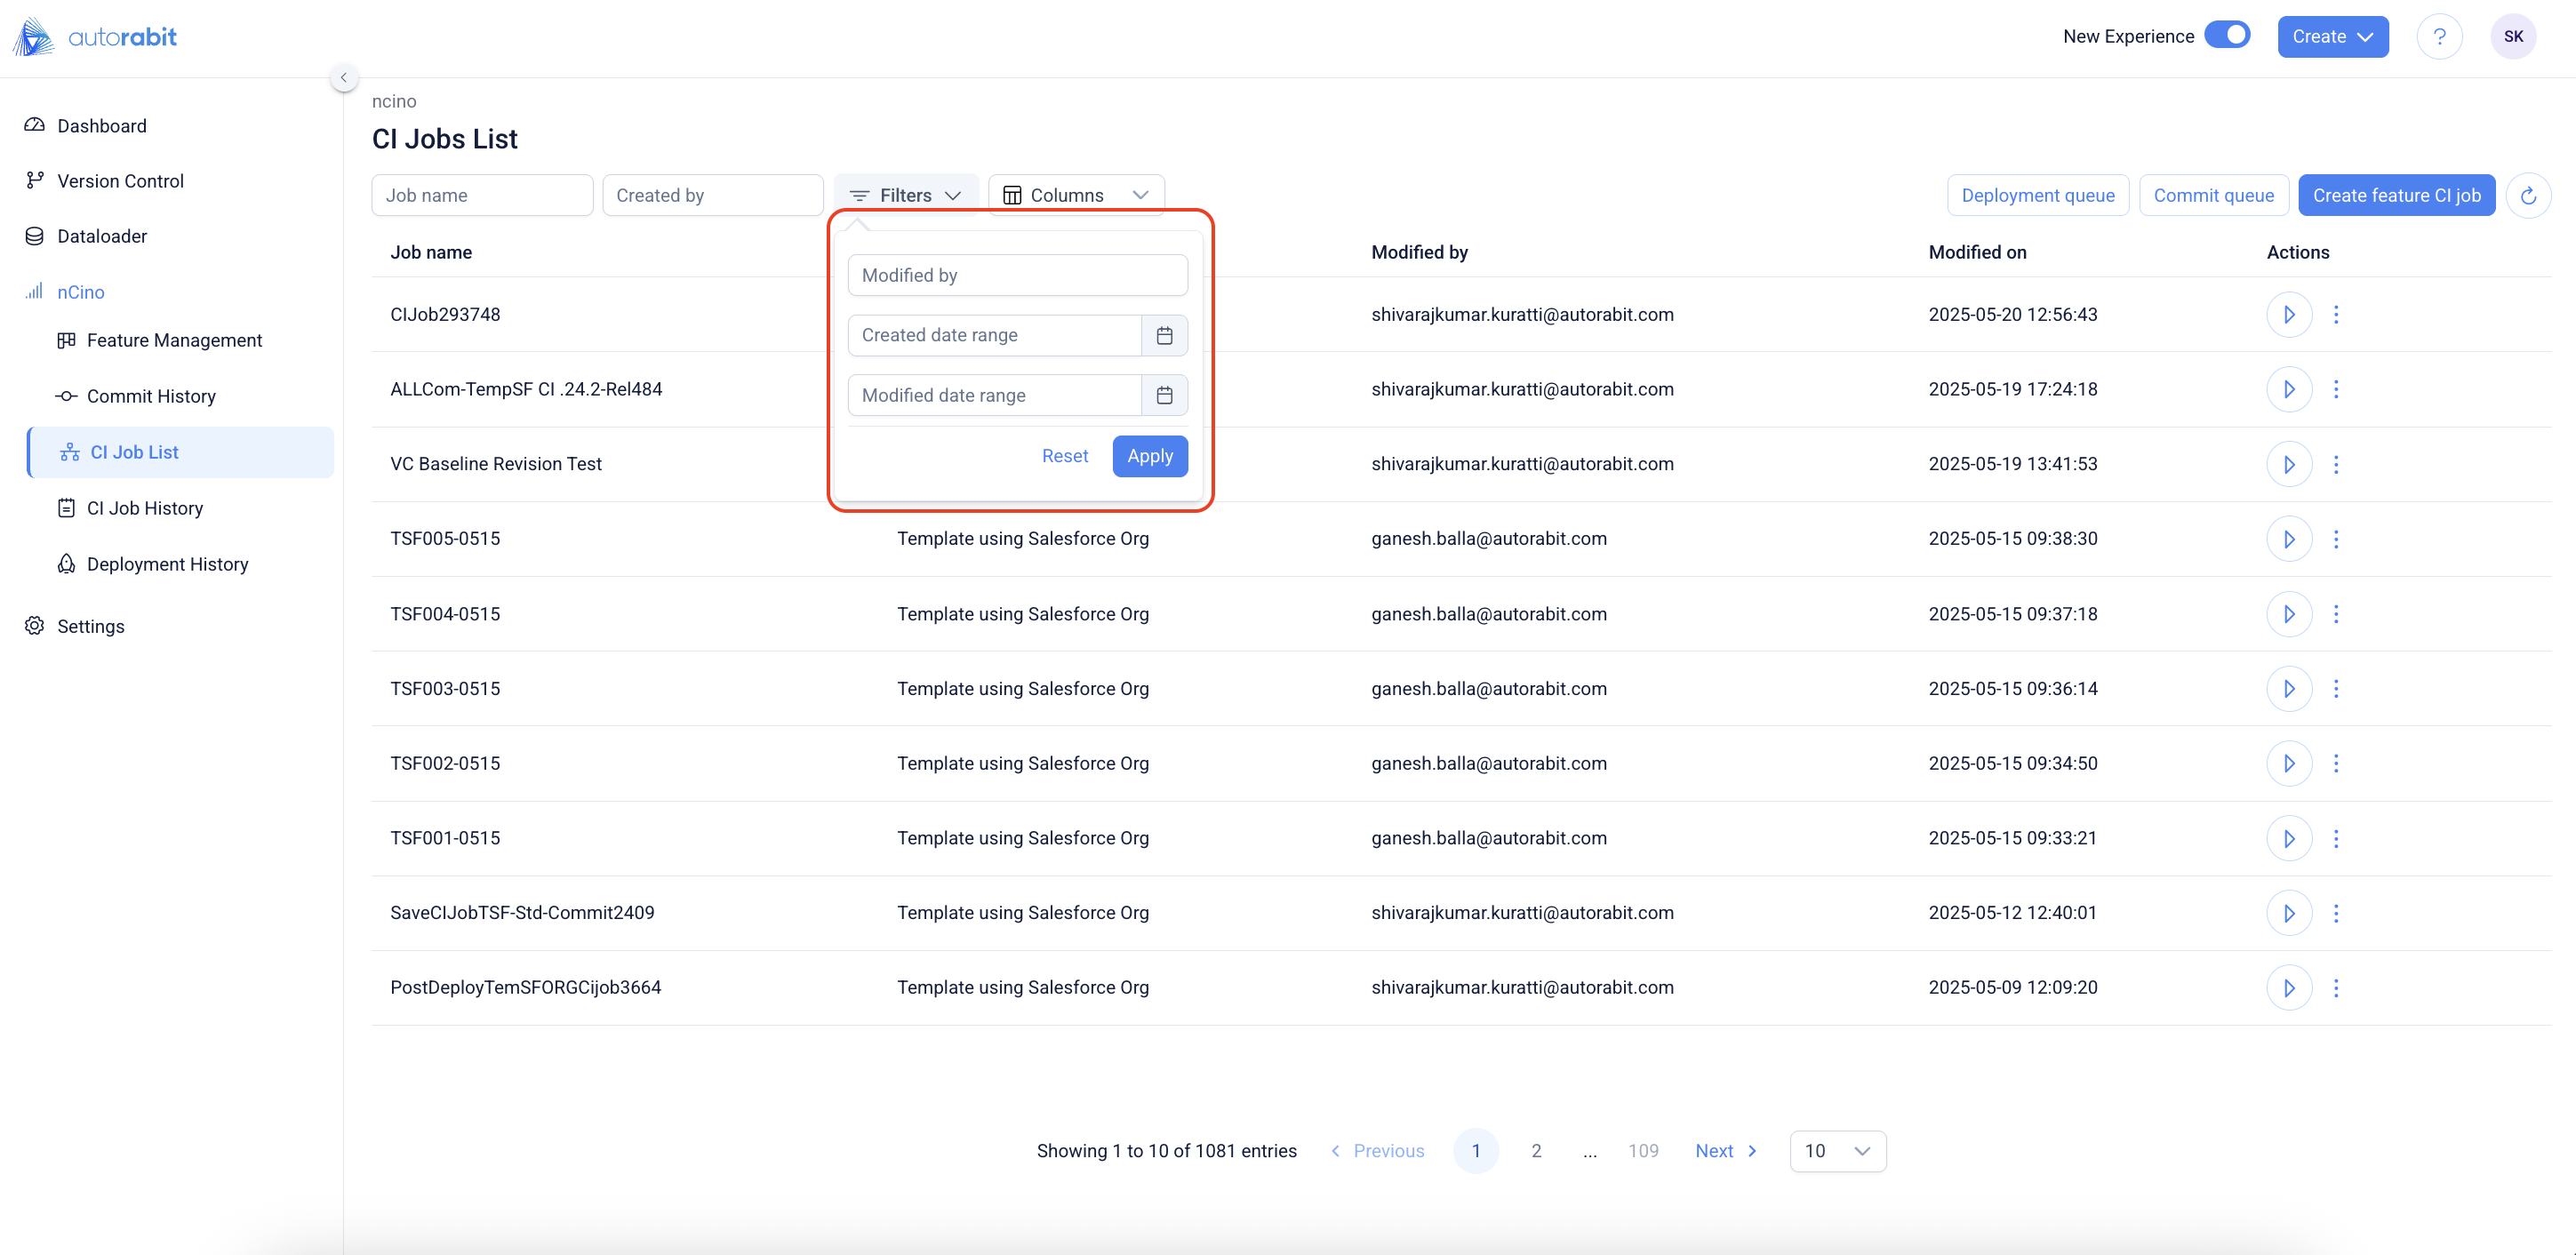 autorabit
New Experience
Create
?
SK
Dashboard
Version Control
Dataloader
nCino
Feature Management
Commit History
CI Job List
CI Job History
Deployment History
Settings
ncino
CI Jobs List
Job name
Created by
Filters
Columns
Deployment queue
Commit queue
Create feature CI job
Modified by
Created date range
Modified date range
Reset
Apply
Job name Modified by Modified on Actions
CIJob293748 shivarajkumar.kuratti@autorabit.com 2025-05-20 12:56:43
ALLCom-TempSF CI .24.2-Rel484 shivarajkumar.kuratti@autorabit.com 2025-05-19 17:24:18
VC Baseline Revision Test shivarajkumar.kuratti@autorabit.com 2025-05-19 13:41:53
TSF005-0515 Template using Salesforce Org ganesh.balla@autorabit.com 2025-05-15 09:38:30
TSF004-0515 Template using Salesforce Org ganesh.balla@autorabit.com 2025-05-15 09:37:18
TSF003-0515 Template using Salesforce Org ganesh.balla@autorabit.com 2025-05-15 09:36:14
TSF002-0515 Template using Salesforce Org ganesh.balla@autorabit.com 2025-05-15 09:34:50
TSF001-0515 Template using Salesforce Org ganesh.balla@autorabit.com 2025-05-15 09:33:21
SaveCIJobTSF-Std-Commit2409 Template using Salesforce Org shivarajkumar.kuratti@autorabit.com 2025-05-12 12:40:01
PostDeployTemSFORGCijob3664 Template using Salesforce Org shivarajkumar.kuratti@autorabit.com 2025-05-09 12:09:20
Showing 1 to 10 of 1081 entries Previous 1 2 ... 109 Next 10